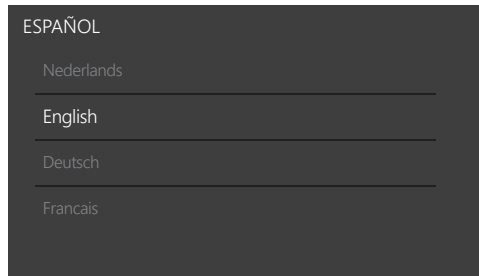 ESPAÑOL
Nederlands
English
Deutsch
Francais